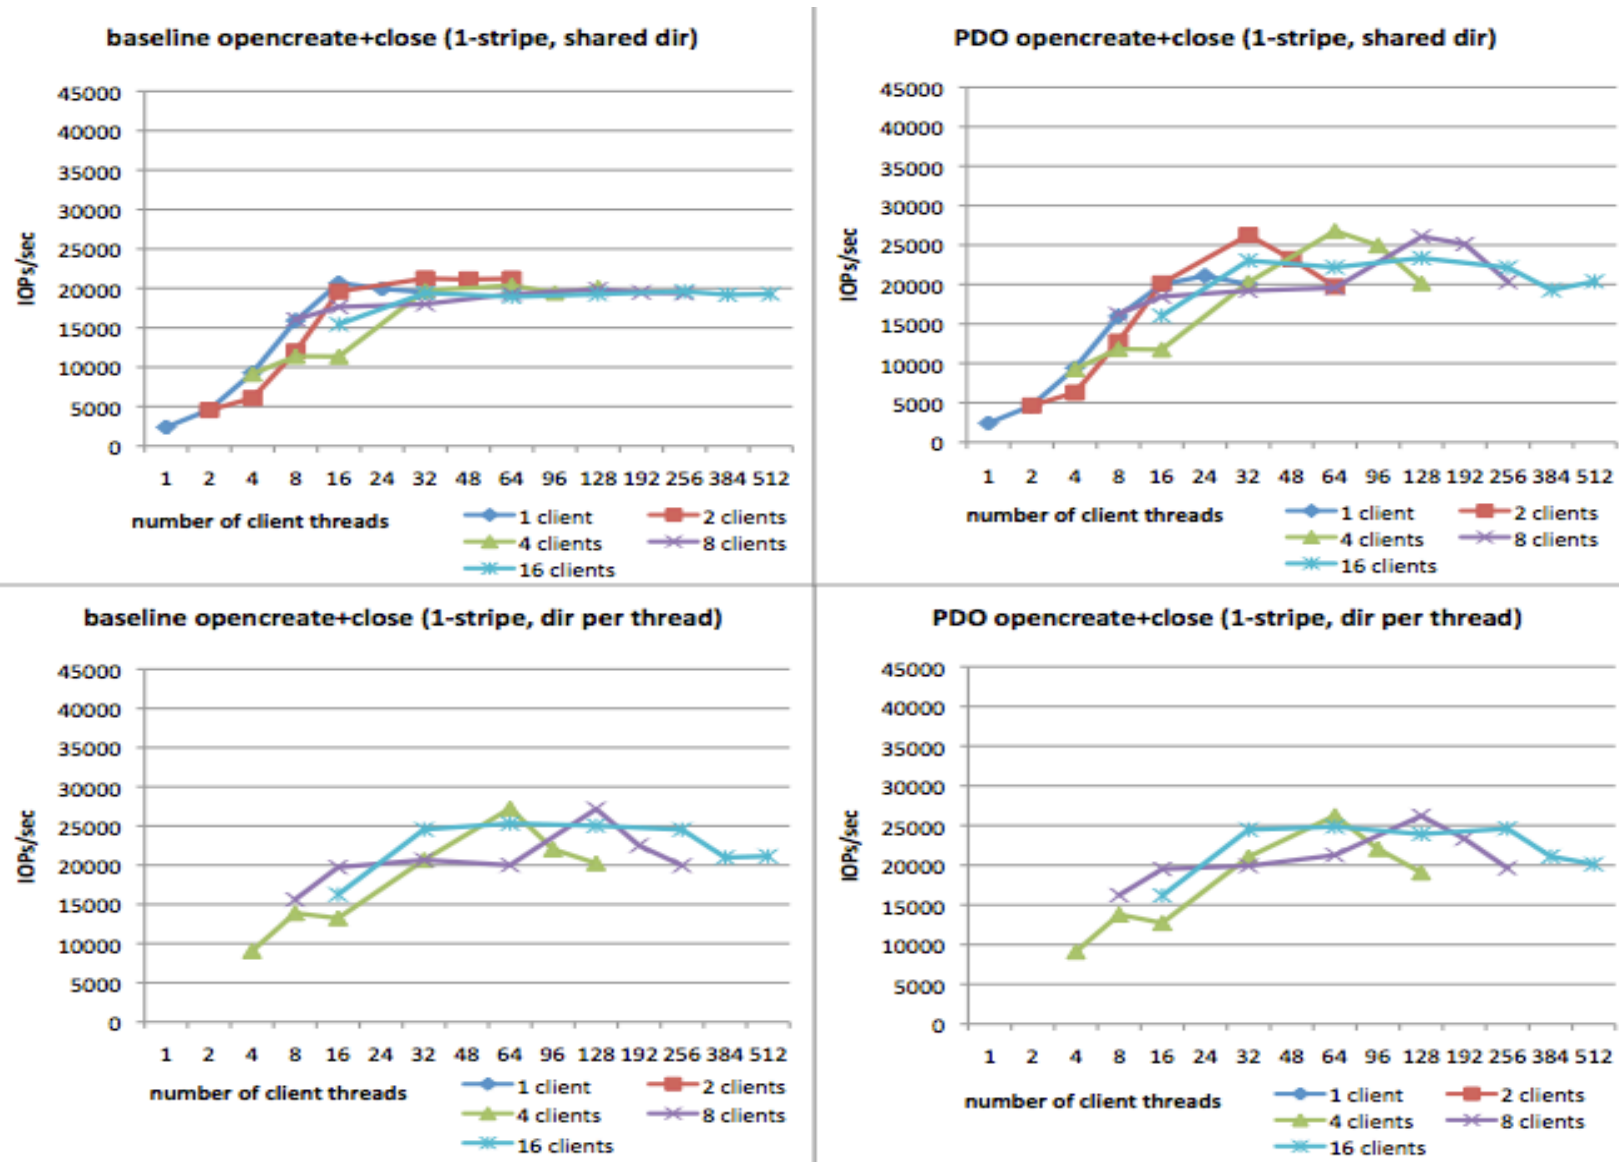 baseline opencreate+close (1-stripe, shared dir)
45000
40000
35000
30000
25000
20000
15000
10000
5000
0
IOPs/sec
1 2 4 8 16 24 32 48 64 96 128 192 256 384 512
number of client threads
1 client
2 clients
4 clients
8 clients
16 clients
PDO opencreate+close (1-stripe, shared dir)
45000
40000
35000
30000
25000
20000
15000
10000
5000
0
IOPs/sec
1 2 4 8 16 24 32 48 64 96 128 192 256 384 512
number of client threads
1 client
2 clients
4 clients
8 clients
16 clients
baseline opencreate+close (1-stripe, dir per thread)
45000
40000
35000
30000
25000
20000
15000
10000
5000
0
IOPs/sec
1 2 4 8 16 24 32 48 64 96 128 192 256 384 512
number of client threads
1 client
2 clients
4 clients
8 clients
16 clients
PDO opencreate+close (1-stripe, dir per thread)
45000
40000
35000
30000
25000
20000
15000
10000
5000
0
IOPs/sec
1 2 4 8 16 24 32 48 64 96 128 192 256 384 512
number of client threads
1 client
2 clients
4 clients
8 clients
16 clients